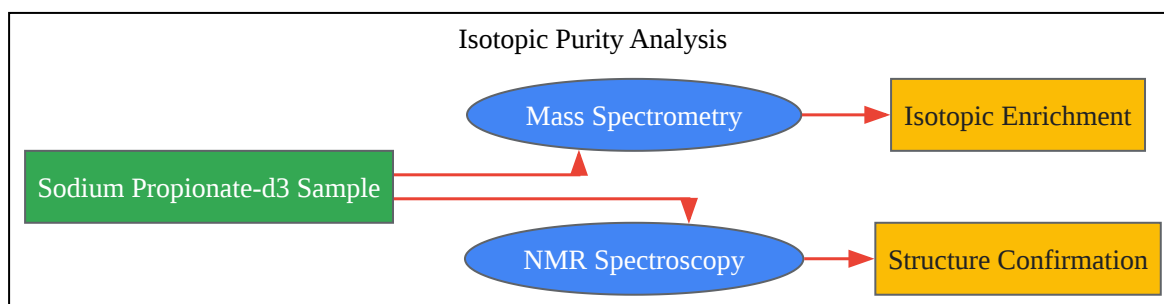 Isotopic Purity Analysis
Mass Spectrometry
Isotopic Enrichment
Sodium Propionate-d3 Sample
NMR Spectroscopy
Structure Confirmation